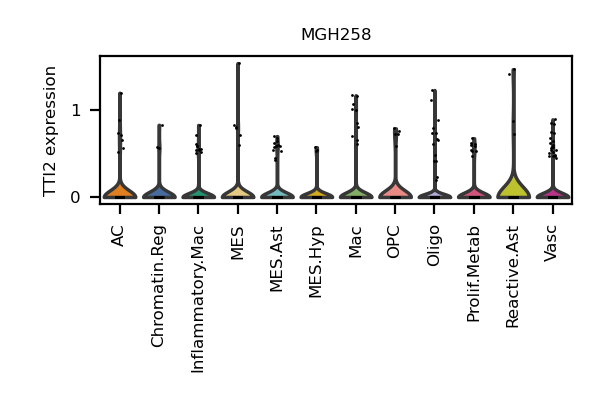 MGH258
TTI2 expression
1
0
AC
Chromatin.Reg
Inflammatory.Mac
MES
MES.Ast
MES.Hyp
Mac
OPC
Oligo
Prolif.Metab
Reactive.Ast
Vasc